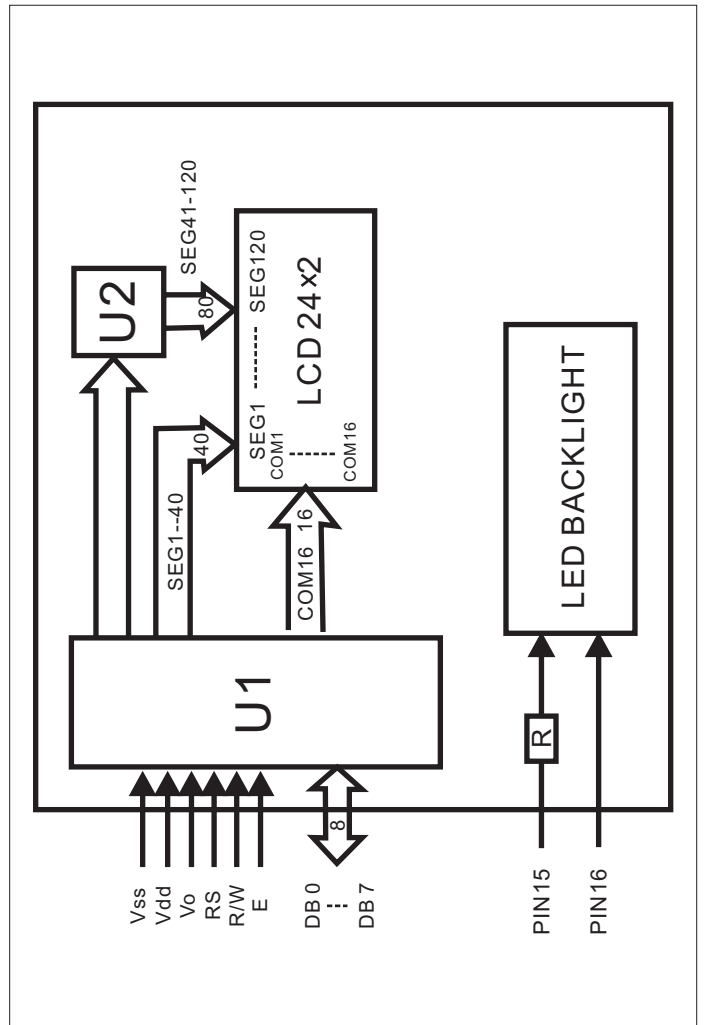 Vss
Vdd
Vo
RS
R/W
E
DB 0
DB 7
8
U1
U2
SEG1--40
40
SEG41-120
80
COM16 16
SEG1 SEG120
COM1
COM16
LCD 24×2
PIN15
PIN16
R
LED BACKLIGHT